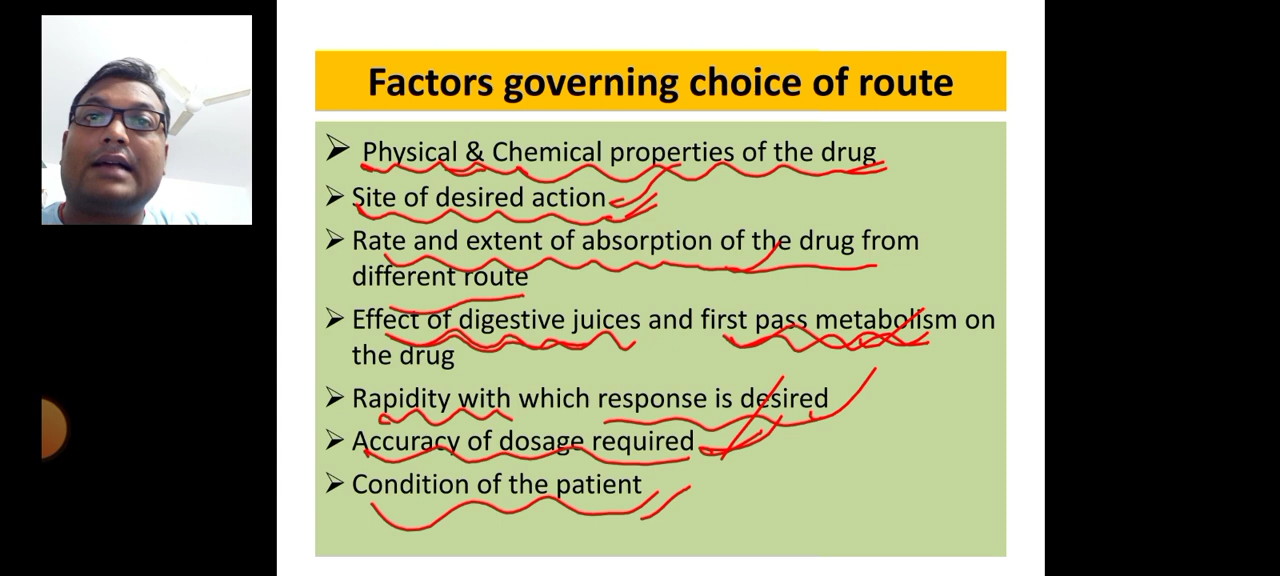 Factors governing choice of route
➢ Physical & Chemical properties of the drug
➢ Site of desired action
➢ Rate and extent of absorption of the drug from
different route
➢ Effect of digestive juices and first pass metabolism on
the drug
➢ Rapidity with which response is desired
➢ Accuracy of dosage required
➢ Condition of the patient